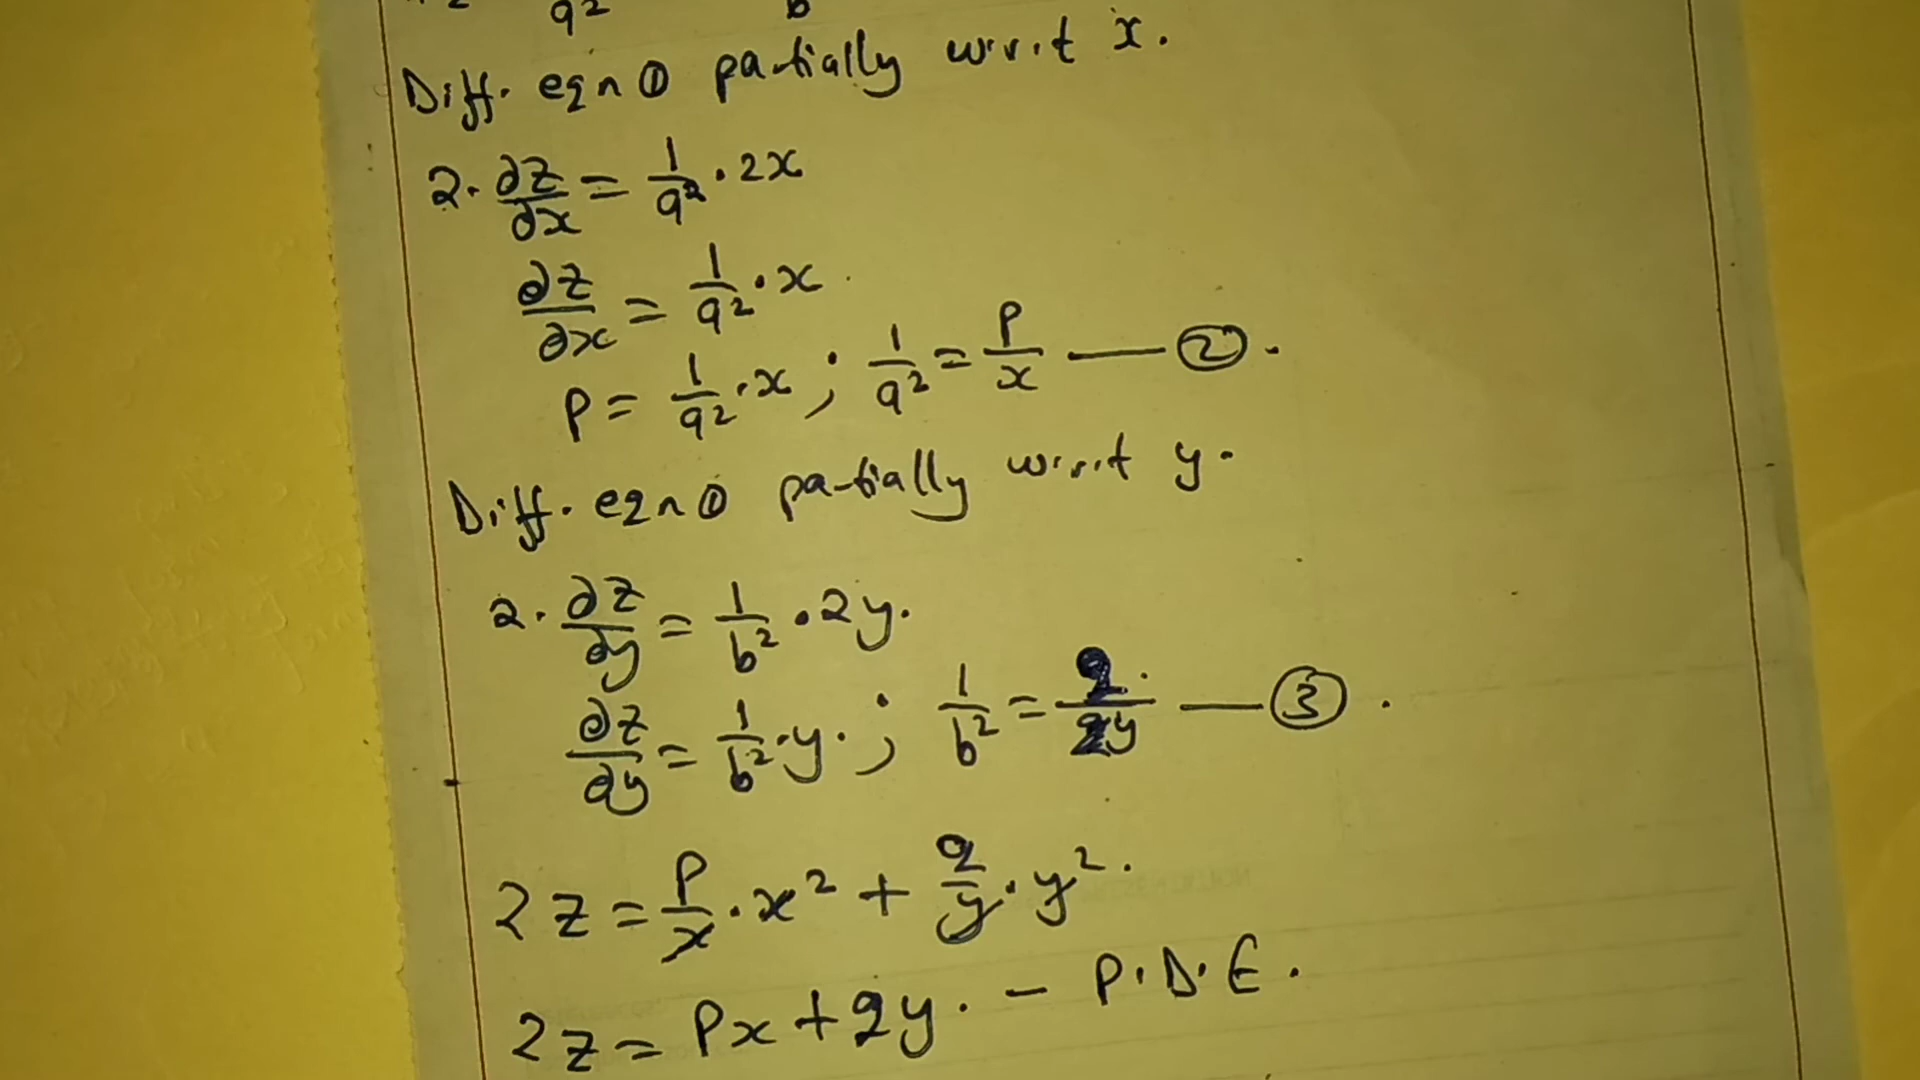 a² b
Diff. eqn ① partially w.r.t x.
2. ∂z/∂x = 1/a² . 2x
∂z/∂x = 1/a² . x
P = 1/a² . x ; 1/a² = P/x — ②.
Diff. eqn ① partially w.r.t y.
2. ∂z/∂y = 1/b² . 2y.
∂z/∂y = 1/b² . y. ; 1/b² = q/y — ③.
2z = P/x . x² + q/y . y².
2z = Px + qy. – P.D.E.